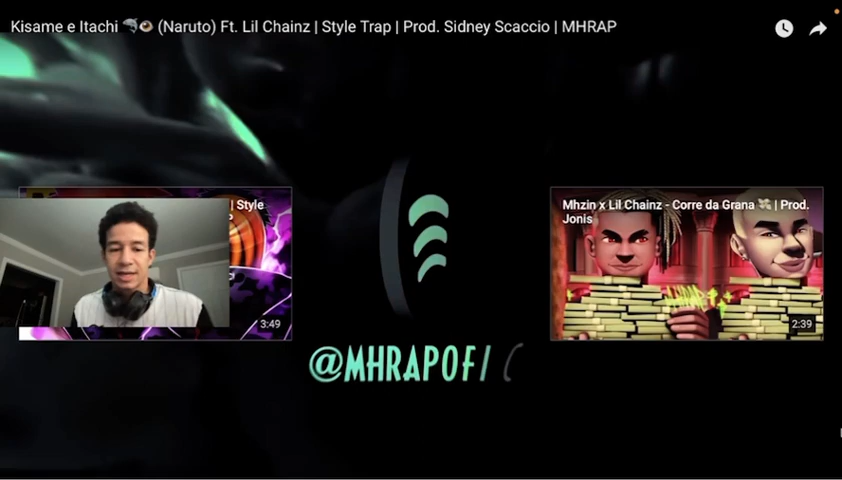 Kisame e Itachi 🦈👁️ (Naruto) Ft. Lil Chainz | Style Trap | Prod. Sidney Scaccio | MHRAP
| Style
3:49
Mhzin x Lil Chainz - Corre da Grana 💸 | Prod.
Jonis
2:39
@MHRAPOFI